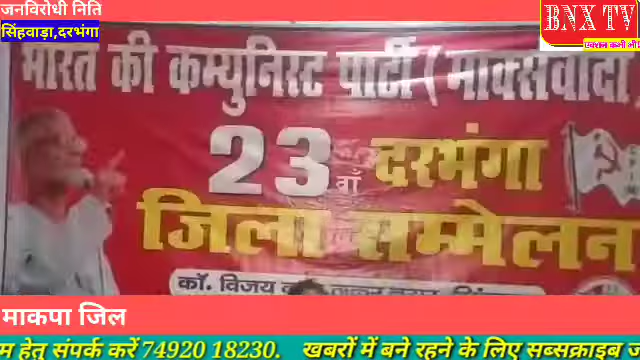 जनविरोधी निति
सिंहवाड़ा,दरभंगा
BNX TV
भारत की कम्युनिस्ट पार्टी ( मार्क्सवादी
23 वाँ दरभंगा
जिला सम्मेलन
कॉ. विजय
माकपा जिल
म हेतु संपर्क करें 74920 18230. खबरों में बने रहने के लिए सब्सक्राइब ज